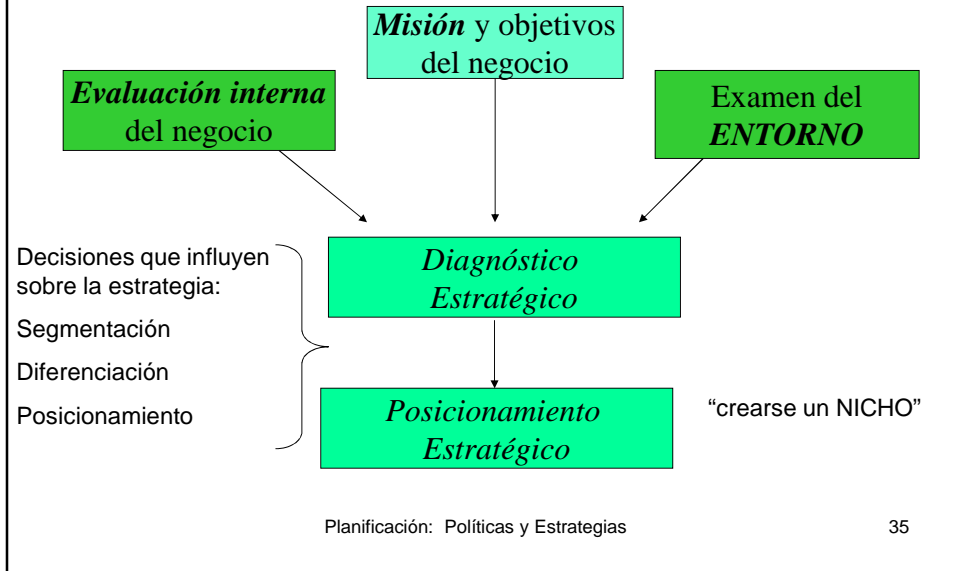 Misión y objetivos
del negocio
Evaluación interna
del negocio
Examen del
ENTORNO
Decisiones que influyen
sobre la estrategia:
Segmentación
Diferenciación
Posicionamiento
Diagnóstico
Estratégico
Posicionamiento
Estratégico
“crearse un NICHO”
Planificación: Políticas y Estrategias
35